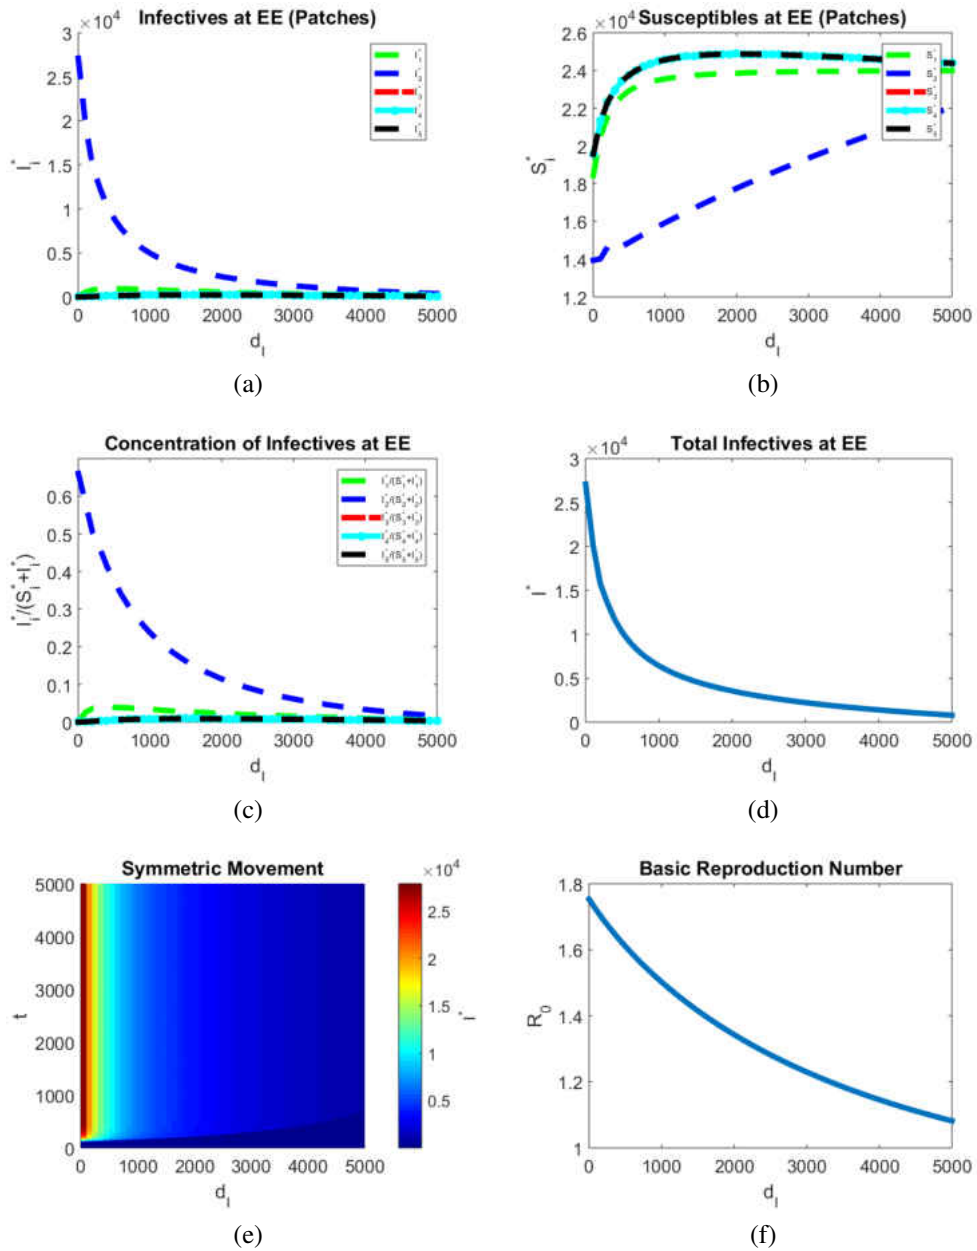 Infectives at EE (Patches)
×10⁴
3
2.5
2
1.5
1
0.5
0
I*i
0 1000 2000 3000 4000 5000
dI
(a)
Susceptibles at EE (Patches)
×10⁴
2.6
2.4
2.2
2
1.8
1.6
1.4
1.2
S*i
0 1000 2000 3000 4000 5000
dI
(b)
Concentration of Infectives at EE
0.6
0.5
0.4
0.3
0.2
0.1
0
I*i/(S*i+I*i)
0 1000 2000 3000 4000 5000
dI
(c)
Total Infectives at EE
×10⁴
3
2.5
2
1.5
1
0.5
0
I*
0 1000 2000 3000 4000 5000
dI
(d)
Symmetric Movement
5000
4000
3000
2000
1000
0
t
0 1000 2000 3000 4000 5000
dI
×10⁴
2.5
2
1.5
1
0.5
I*
(e)
Basic Reproduction Number
1.8
1.6
1.4
1.2
1
R0
0 1000 2000 3000 4000 5000
dI
(f)